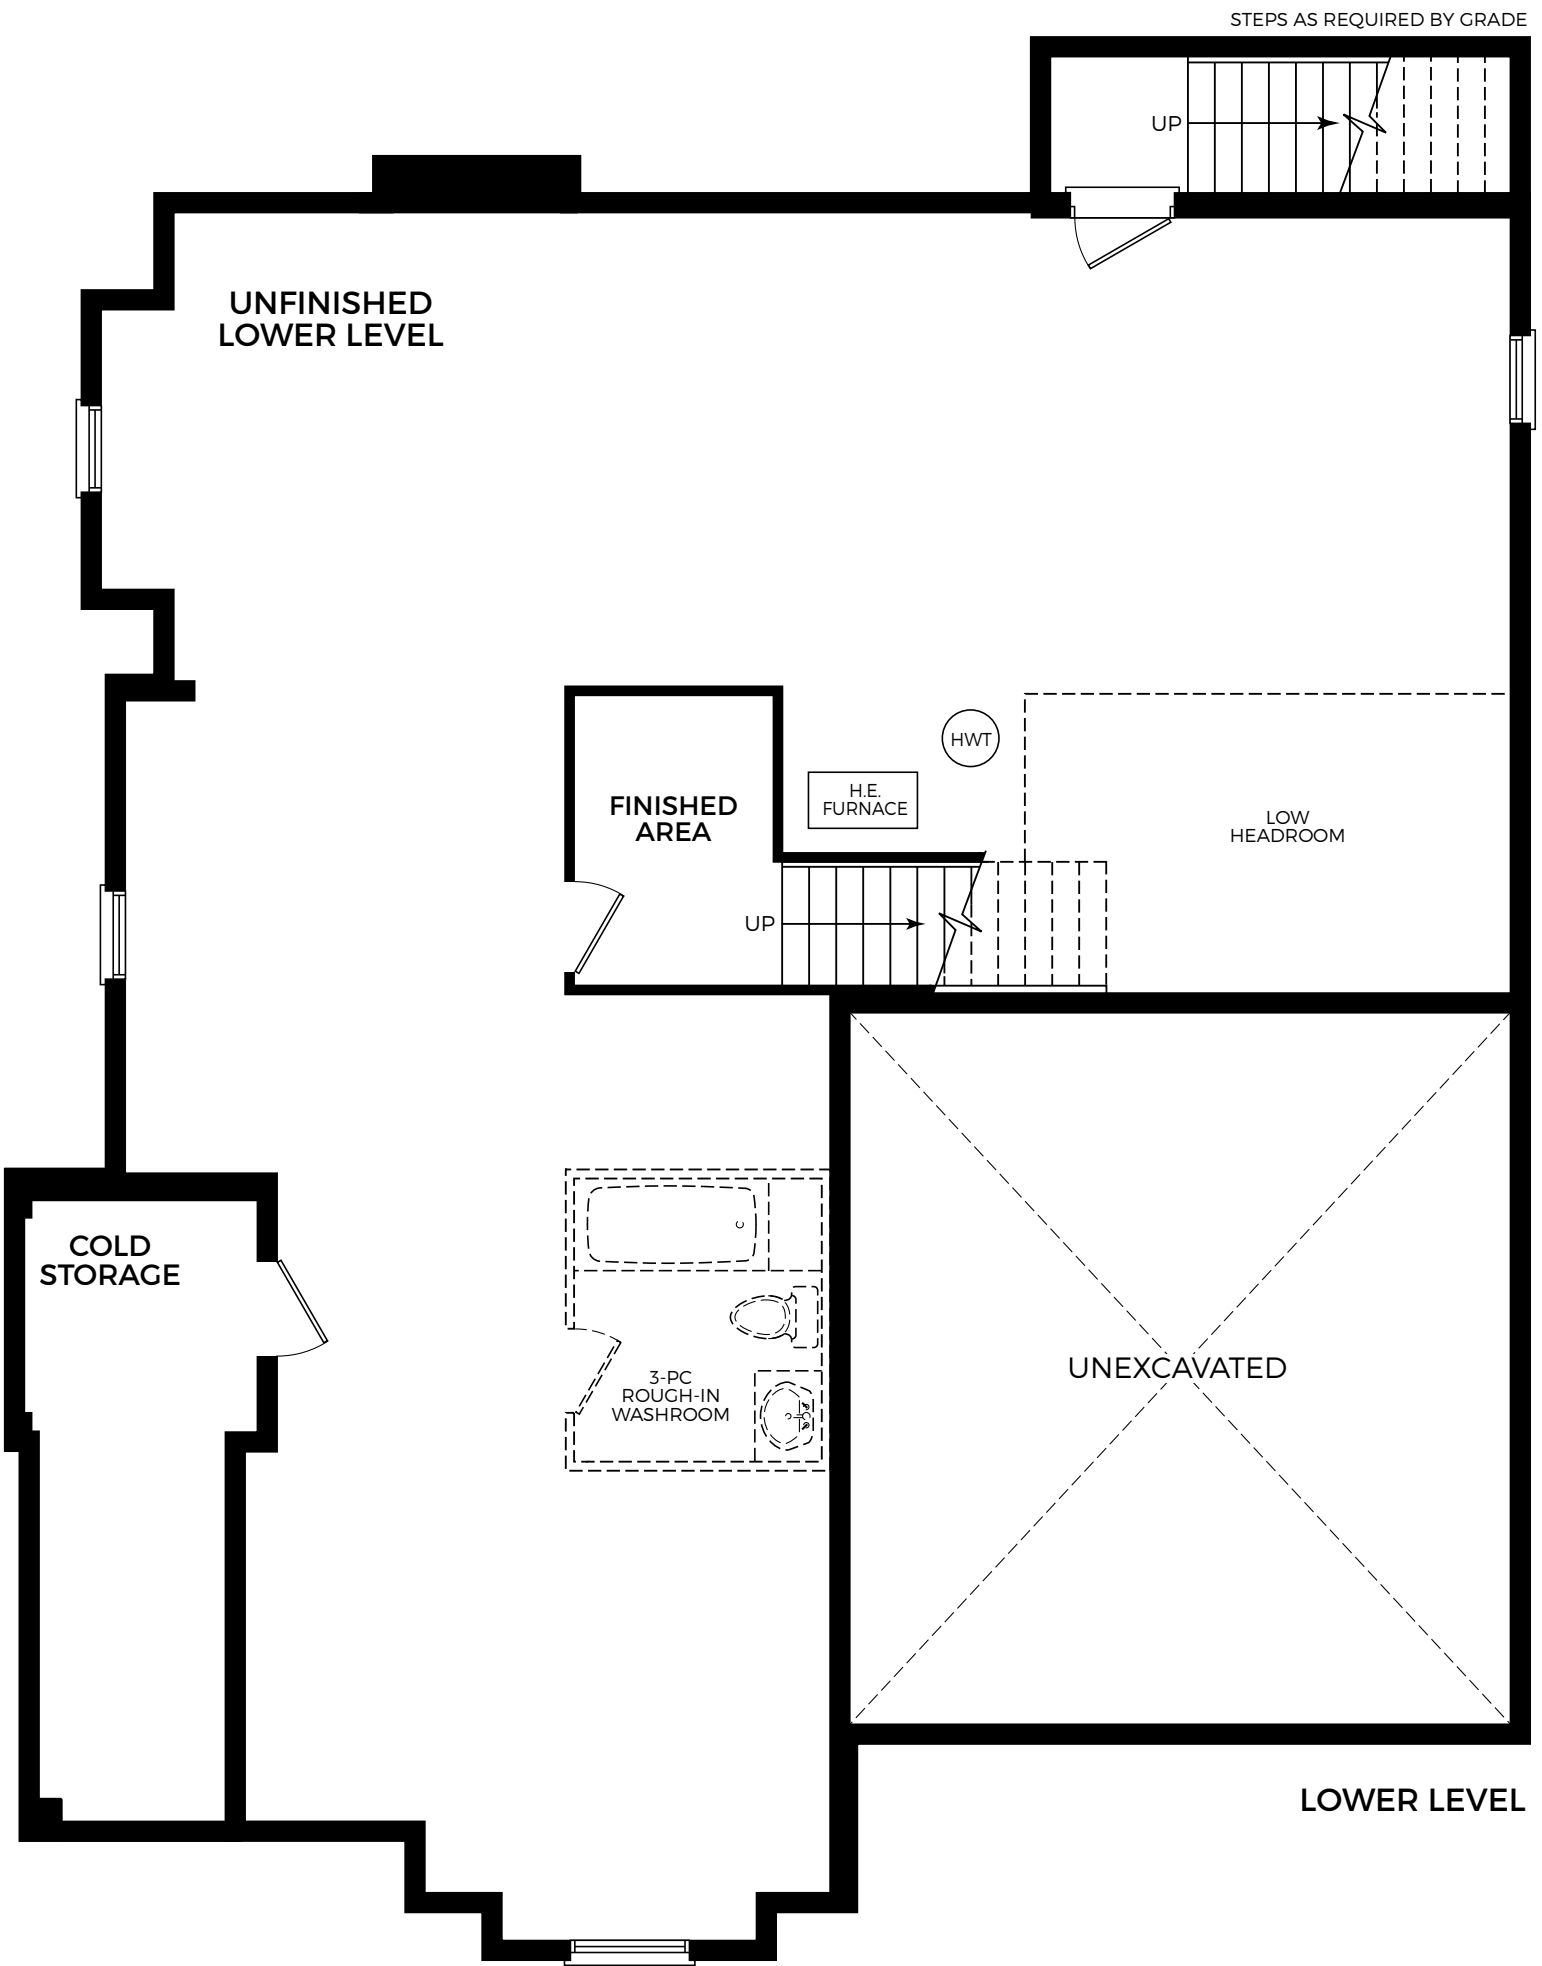 STEPS AS REQUIRED BY GRADE
UP
UNFINISHED
LOWER LEVEL
HWT
H.E.
FURNACE
FINISHED
AREA
LOW
HEADROOM
UP
COLD
STORAGE
3-PC
ROUGH-IN
WASHROOM
UNEXCAVATED
LOWER LEVEL